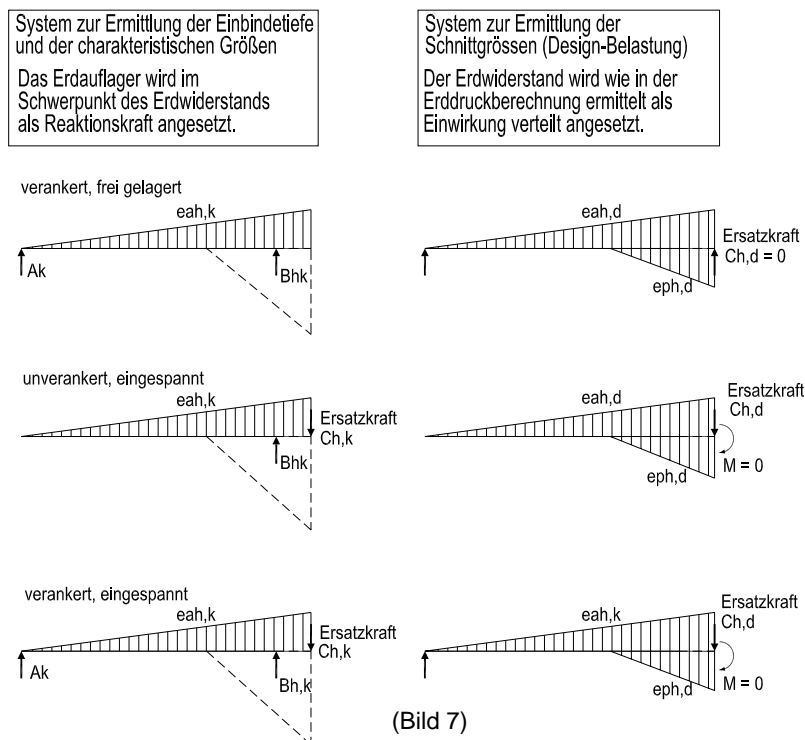 System zur Ermittlung der Einbindetiefe
und der charakteristischen Größen
Das Erdauflager wird im
Schwerpunkt des Erdwiderstands
als Reaktionskraft angesetzt.
System zur Ermittlung der
Schnittgrössen (Design-Belastung)
Der Erdwiderstand wird wie in der
Erddruckberechnung ermittelt als
Einwirkung verteilt angesetzt.
verankert, frei gelagert
eah,k
Ak
Bhk
eah,d
Ersatzkraft
Ch,d = 0
eph,d
unverankert, eingespannt
eah,k
Ersatzkraft
Ch,k
Bhk
eah,d
Ersatzkraft
Ch,d
M = 0
eph,d
verankert, eingespannt
eah,k
Ersatzkraft
Ch,k
Ak
Bh,k
eah,k
Ersatzkraft
Ch,d
M = 0
eph,d
(Bild 7)